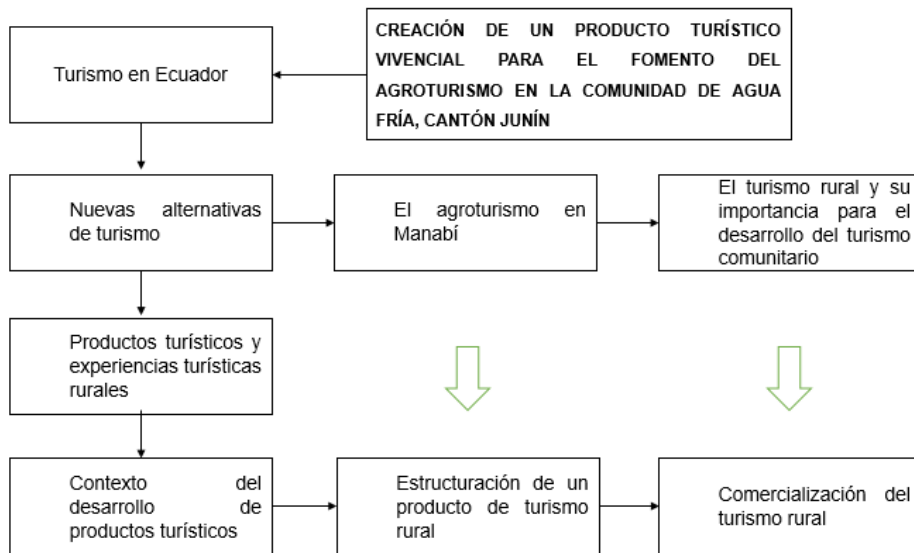 CREACIÓN DE UN PRODUCTO TURÍSTICO
VIVENCIAL PARA EL FOMENTO DEL
AGROTURISMO EN LA COMUNIDAD DE AGUA
FRÍA, CANTÓN JUNÍN
Turismo en Ecuador
Nuevas alternativas
de turismo
El agroturismo en
Manabí
El turismo rural y su
importancia para el
desarrollo del turismo
comunitario
Productos turísticos y
experiencias turísticas
rurales
Contexto del
desarrollo de
productos turísticos
Estructuración de un
producto de turismo
rural
Comercialización del
turismo rural